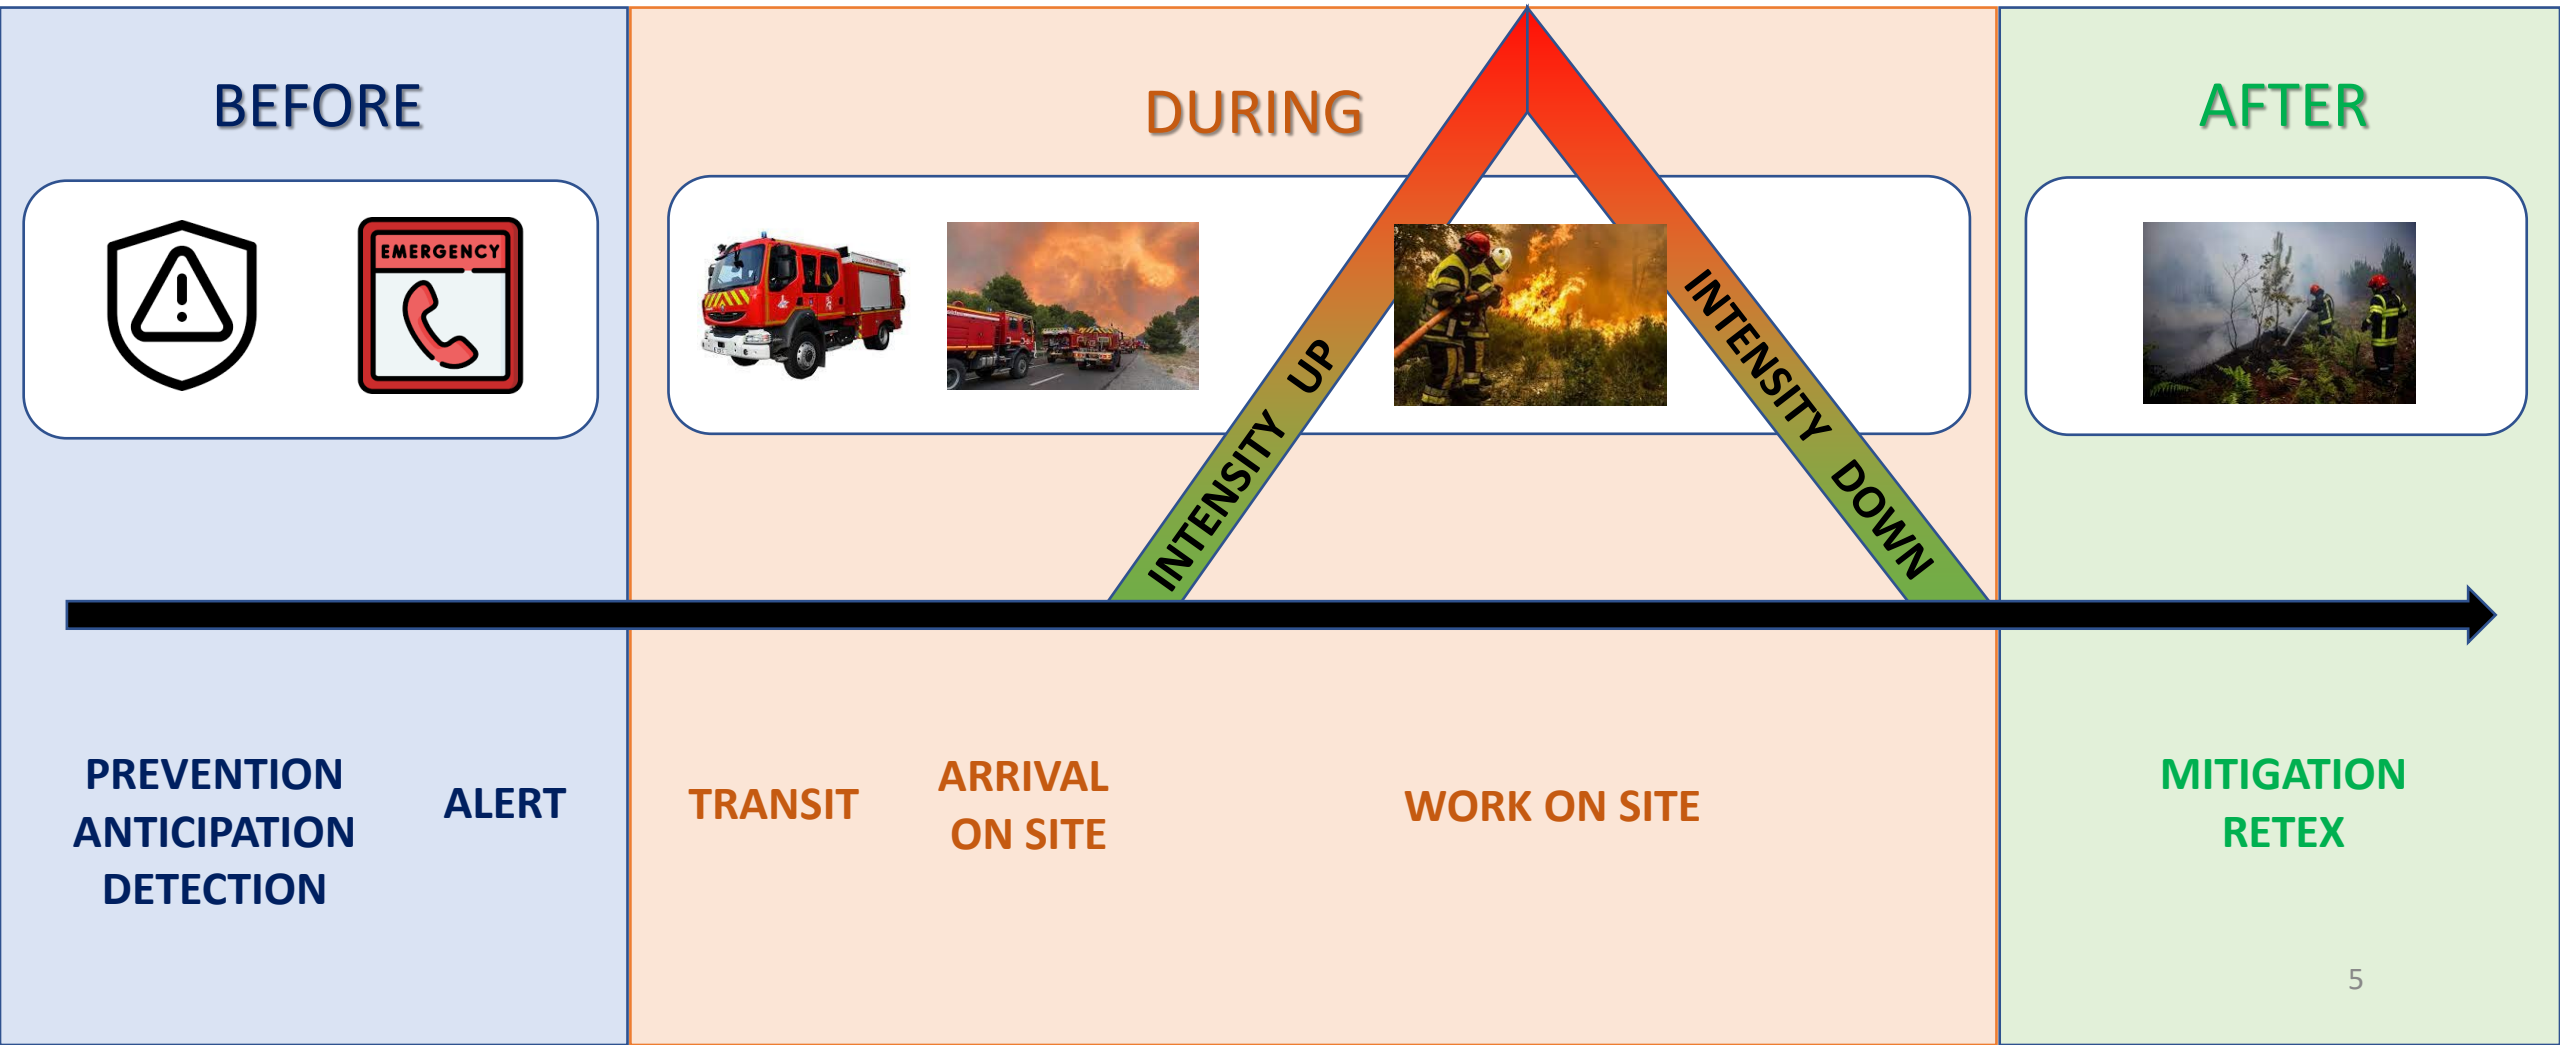 BEFORE
DURING
AFTER
EMERGENCY
INTENSITY UP
INTENSITY DOWN
PREVENTION
ANTICIPATION
DETECTION
ALERT
TRANSIT
ARRIVAL
ON SITE
WORK ON SITE
MITIGATION
RETEX
5